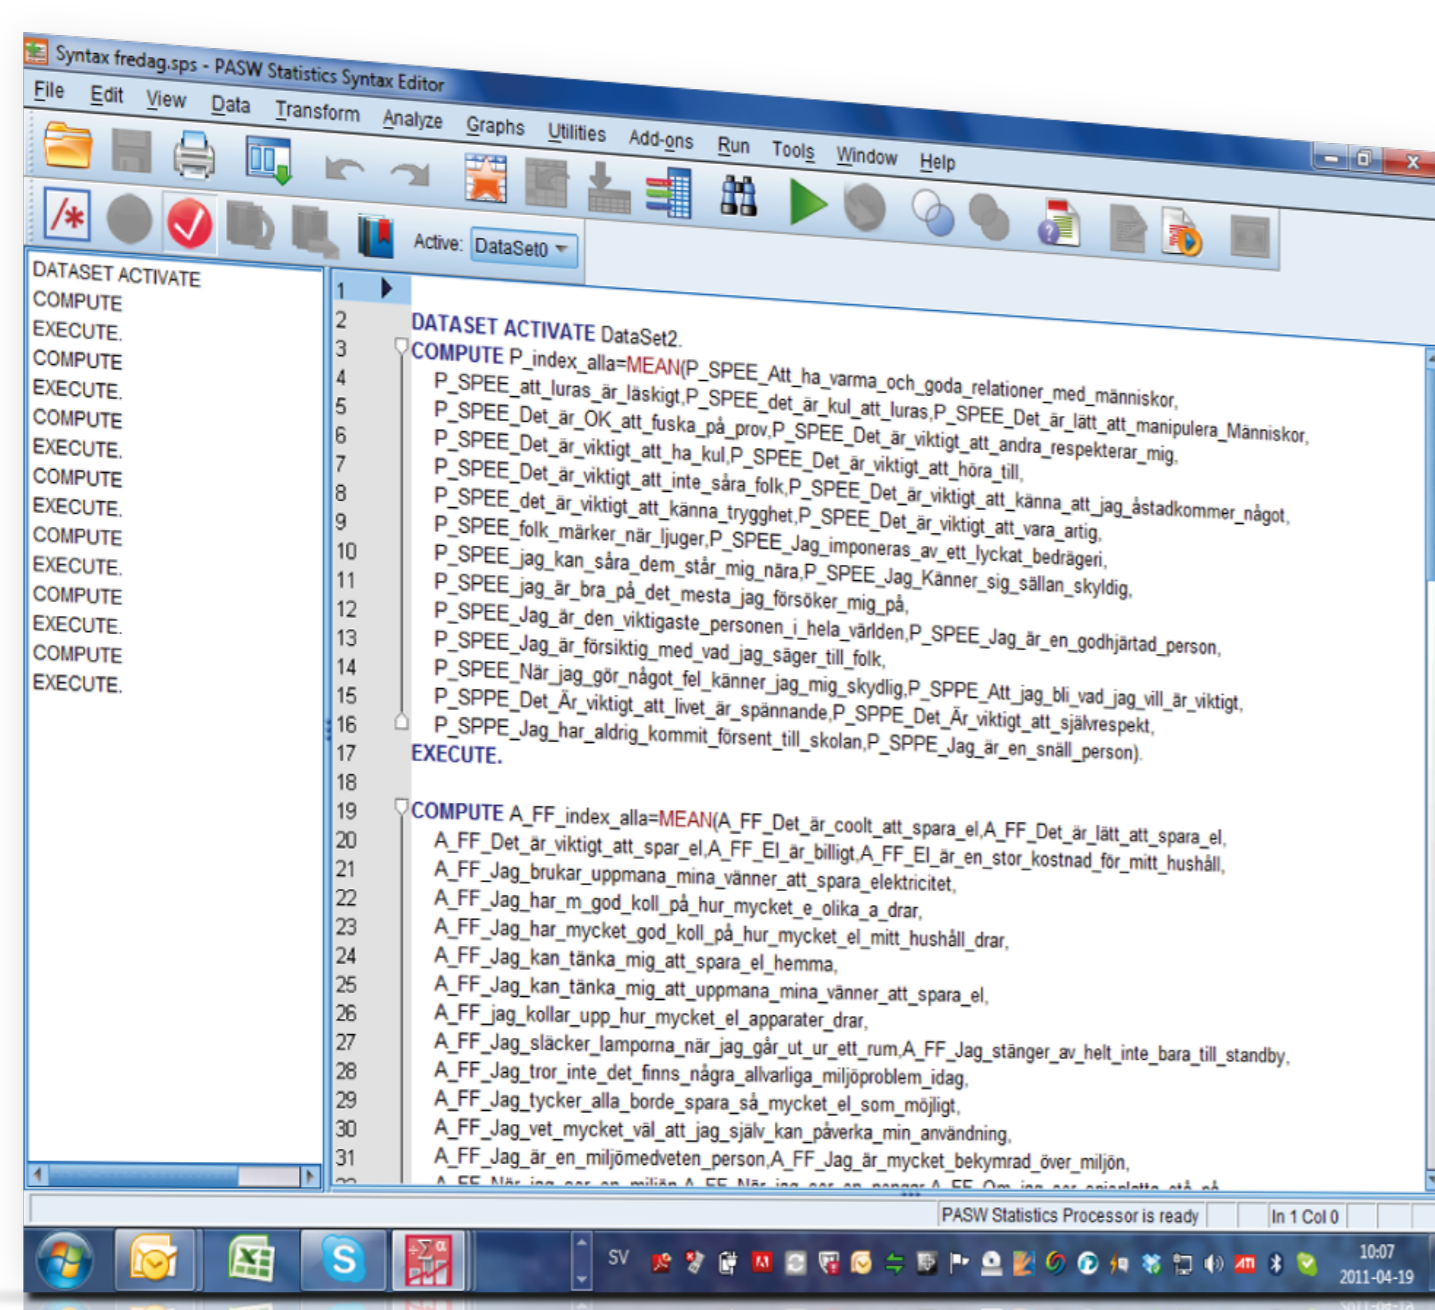 Syntax fredag.sps - PASW Statistics Syntax Editor
File Edit View Data Transform Analyze Graphs Utilities Add-ons Run Tools Window Help
Active: DataSet0
DATASET ACTIVATE
COMPUTE
EXECUTE.
COMPUTE
EXECUTE.
COMPUTE
EXECUTE.
COMPUTE
EXECUTE.
COMPUTE
EXECUTE.
COMPUTE
EXECUTE.
COMPUTE
EXECUTE.
1
2 DATASET ACTIVATE DataSet2.
3 COMPUTE P_index_alla=MEAN(P_SPEE_Att_ha_varma_och_goda_relationer_med_människor,
4 P_SPEE_att_luras_är_läskigt,P_SPEE_det_är_kul_att_luras,P_SPEE_Det_är_lätt_att_manipulera_Människor,
5 P_SPEE_Det_är_OK_att_fuska_på_prov,P_SPEE_Det_är_viktigt_att_andra_respekterar_mig,
6 P_SPEE_Det_är_viktigt_att_ha_kul,P_SPEE_Det_är_viktigt_att_höra_till,
7 P_SPEE_Det_är_viktigt_att_inte_såra_folk,P_SPEE_Det_är_viktigt_att_känna_att_jag_åstadkommer_något,
8 P_SPEE_det_är_viktigt_att_känna_trygghet,P_SPEE_Det_är_viktigt_att_vara_artig,
9 P_SPEE_folk_märker_när_ljuger,P_SPEE_Jag_imponeras_av_ett_lyckat_bedrägeri,
10 P_SPEE_jag_kan_såra_dem_står_mig_nära,P_SPEE_Jag_Känner_sig_sällan_skyldig,
11 P_SPEE_jag_är_bra_på_det_mesta_jag_försöker_mig_på,
12 P_SPEE_Jag_är_den_viktigaste_personen_i_hela_världen,P_SPEE_Jag_är_en_godhjärtad_person,
13 P_SPEE_Jag_är_försiktig_med_vad_jag_säger_till_folk,
14 P_SPEE_När_jag_gör_något_fel_känner_jag_mig_skydlig,P_SPPE_Att_jag_bli_vad_jag_vill_är_viktigt,
15 P_SPPE_Det_Är_viktigt_att_livet_är_spännande,P_SPPE_Det_Är_viktigt_att_självrespekt,
16 P_SPPE_Jag_har_aldrig_kommit_försent_till_skolan,P_SPPE_Jag_är_en_snäll_person).
17 EXECUTE.
18
19 COMPUTE A_FF_index_alla=MEAN(A_FF_Det_är_coolt_att_spara_el,A_FF_Det_är_lätt_att_spara_el,
20 A_FF_Det_är_viktigt_att_spar_el,A_FF_El_är_billigt,A_FF_El_är_en_stor_kostnad_för_mitt_hushåll,
21 A_FF_Jag_brukar_uppmana_mina_vänner_att_spara_elektricitet,
22 A_FF_Jag_har_m_god_koll_på_hur_mycket_e_olika_a_drar,
23 A_FF_Jag_har_mycket_god_koll_på_hur_mycket_el_mitt_hushåll_drar,
24 A_FF_Jag_kan_tänka_mig_att_spara_el_hemma,
25 A_FF_Jag_kan_tänka_mig_att_uppmana_mina_vänner_att_spara_el,
26 A_FF_jag_kollar_upp_hur_mycket_el_apparater_drar,
27 A_FF_Jag_släcker_lamporna_när_jag_går_ut_ur_ett_rum,A_FF_Jag_stänger_av_helt_inte_bara_till_standby,
28 A_FF_Jag_tror_inte_det_finns_några_allvarliga_miljöproblem_idag,
29 A_FF_Jag_tycker_alla_borde_spara_så_mycket_el_som_möjligt,
30 A_FF_Jag_vet_mycket_väl_att_jag_själv_kan_påverka_min_användning,
31 A_FF_Jag_är_en_miljömedveten_person,A_FF_Jag_är_mycket_bekymrad_över_miljön,
PASW Statistics Processor is ready In 1 Col 0
SV
10:07
2011-04-19